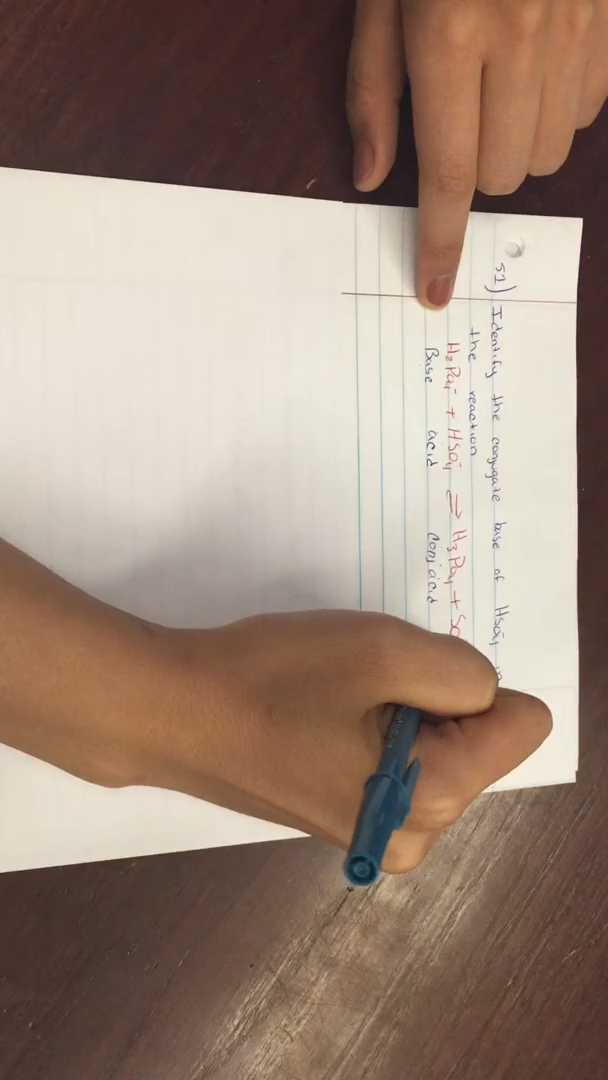 51) Identify the conjugate base of HSO₄⁻ in
the reaction
H₂PO₄⁻ + HSO₄⁻ ⇌ H₃PO₄ + SO
Base acid conj acid